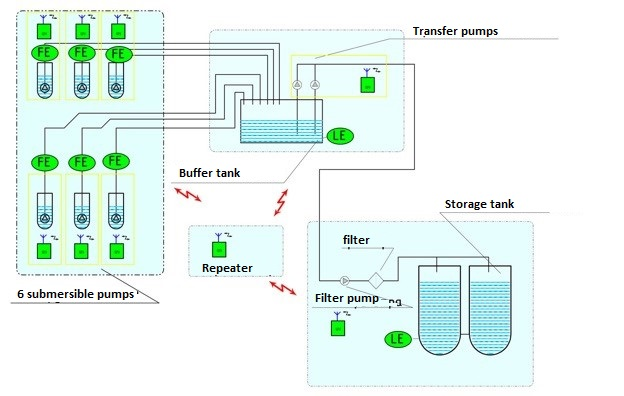 Transfer pumps
FE FE FE
LE
Buffer tank
FE FE FE
Storage tank
filter
Repeater
6 submersible pumps
Filter pump
LE